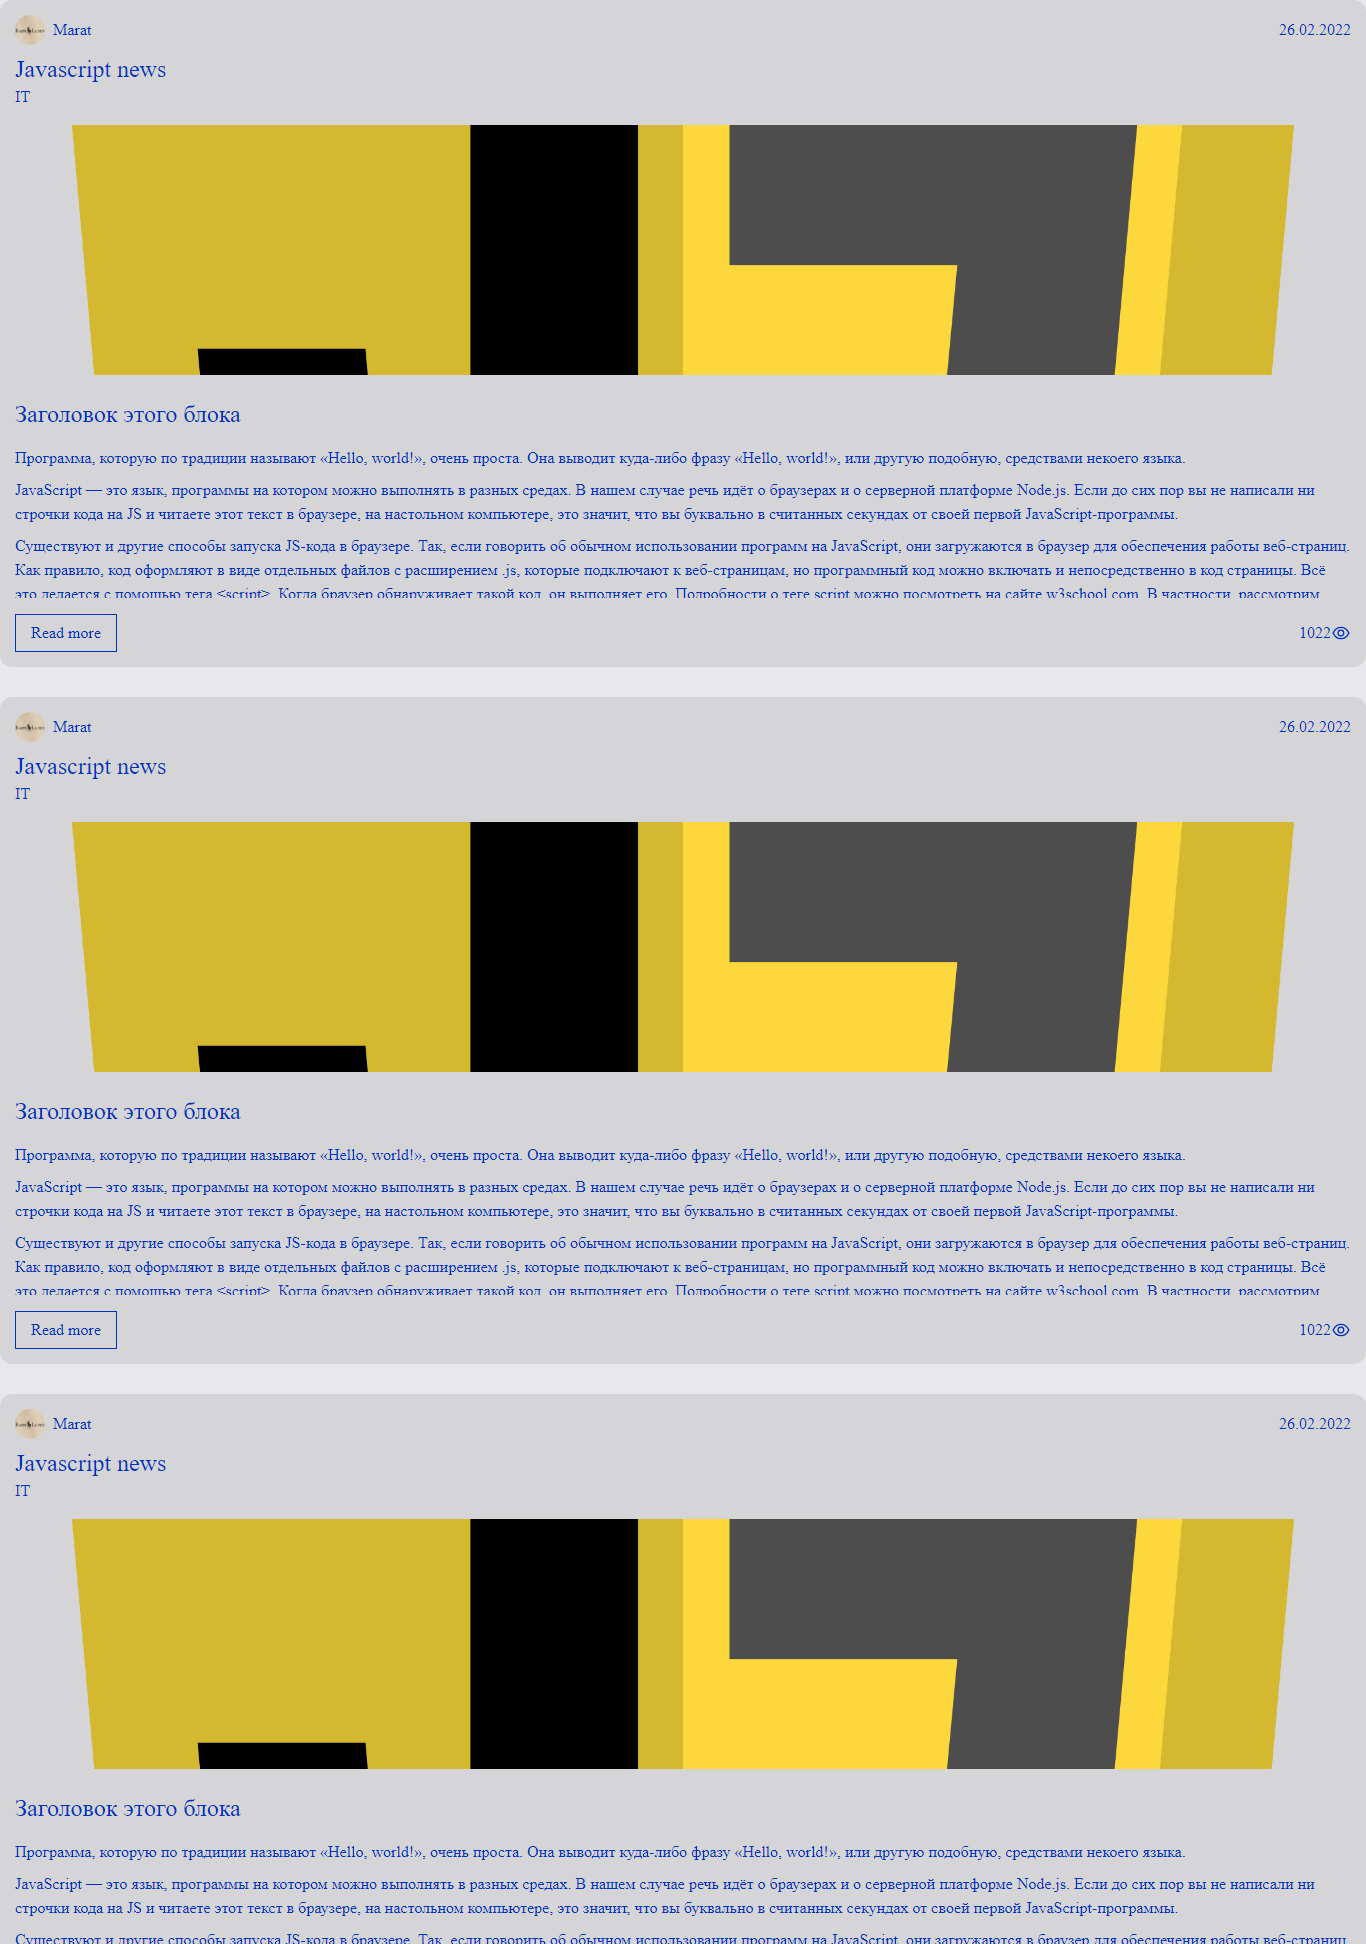 Marat
26.02.2022
Javascript news
IT
Заголовок этого блока
Программа, которую по традиции называют «Hello, world!», очень проста. Она выводит куда-либо фразу «Hello, world!», или другую подобную, средствами некоего языка.
JavaScript — это язык, программы на котором можно выполнять в разных средах. В нашем случае речь идёт о браузерах и о серверной платформе Node.js. Если до сих пор вы не написали ни
строчки кода на JS и читаете этот текст в браузере, на настольном компьютере, это значит, что вы буквально в считанных секундах от своей первой JavaScript-программы.
Существуют и другие способы запуска JS-кода в браузере. Так, если говорить об обычном использовании программ на JavaScript, они загружаются в браузер для обеспечения работы веб-страниц.
Как правило, код оформляют в виде отдельных файлов с расширением .js, которые подключают к веб-страницам, но программный код можно включать и непосредственно в код страницы. Всё
это делается с помощью тега <script>. Когда браузер обнаруживает такой код, он выполняет его. Подробности о теге script можно посмотреть на сайте w3school.com. В частности, рассмотрим
Read more
1022
Marat
26.02.2022
Javascript news
IT
Заголовок этого блока
Программа, которую по традиции называют «Hello, world!», очень проста. Она выводит куда-либо фразу «Hello, world!», или другую подобную, средствами некоего языка.
JavaScript — это язык, программы на котором можно выполнять в разных средах. В нашем случае речь идёт о браузерах и о серверной платформе Node.js. Если до сих пор вы не написали ни
строчки кода на JS и читаете этот текст в браузере, на настольном компьютере, это значит, что вы буквально в считанных секундах от своей первой JavaScript-программы.
Существуют и другие способы запуска JS-кода в браузере. Так, если говорить об обычном использовании программ на JavaScript, они загружаются в браузер для обеспечения работы веб-страниц.
Как правило, код оформляют в виде отдельных файлов с расширением .js, которые подключают к веб-страницам, но программный код можно включать и непосредственно в код страницы. Всё
это делается с помощью тега <script>. Когда браузер обнаруживает такой код, он выполняет его. Подробности о теге script можно посмотреть на сайте w3school.com. В частности, рассмотрим
Read more
1022
Marat
26.02.2022
Javascript news
IT
Заголовок этого блока
Программа, которую по традиции называют «Hello, world!», очень проста. Она выводит куда-либо фразу «Hello, world!», или другую подобную, средствами некоего языка.
JavaScript — это язык, программы на котором можно выполнять в разных средах. В нашем случае речь идёт о браузерах и о серверной платформе Node.js. Если до сих пор вы не написали ни
строчки кода на JS и читаете этот текст в браузере, на настольном компьютере, это значит, что вы буквально в считанных секундах от своей первой JavaScript-программы.
Существуют и другие способы запуска JS-кода в браузере. Так, если говорить об обычном использовании программ на JavaScript, они загружаются в браузер для обеспечения работы веб-страниц.